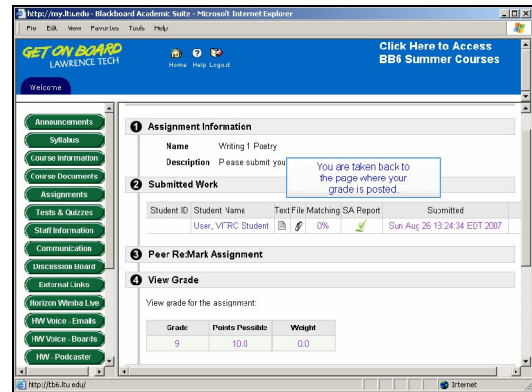 http://my.ltu.edu - Blackboard Academic Suite - Microsoft Internet Explorer
File Edit View Favorites Tools Help
GET ON BOARD
LAWRENCE TECH
Home Help Logout
Click Here to Access
BB6 Summer Courses
Welcome
Announcements
Syllabus
Course Information
Course Documents
Assignments
Tests & Quizzes
Staff Information
Communication
Discussion Board
External Links
Horizon Wimba Live
HW Voice - Emails
HW Voice - Boards
HW - Podcaster
1 Assignment Information
Name Writing 1 Poetry
Description Please submit you
You are taken back to
the page where your
grade is posted.
2 Submitted Work
Student ID Student Name Text File Matching SA Report Submitted
User, VITRC Student 0% Sun Aug 26 13:24:34 EDT 2007
3 Peer Re:Mark Assignment
4 View Grade
View grade for the assignment:
Grade Points Possible Weight
9 10.0 0.0
http://bb6.ltu.edu/ Internet